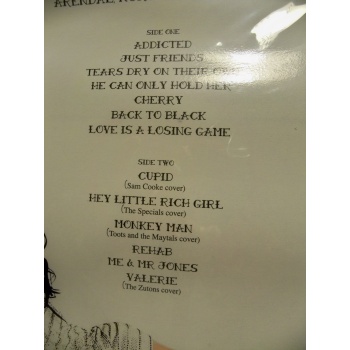 ARENDAL
SIDE ONE
ADDICTED
JUST FRIENDS
TEARS DRY ON THEIR OWN
HE CAN ONLY HOLD HER
CHERRY
BACK TO BLACK
LOVE IS A LOSING GAME
SIDE TWO
CUPID
(Sam Cooke cover)
HEY LITTLE RICH GIRL
(The Specials cover)
MONKEY MAN
(Toots and the Maytals cover)
REHAB
ME & MR JONES
VALERIE
(The Zutons cover)